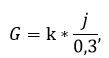 G = k * j/0,3,